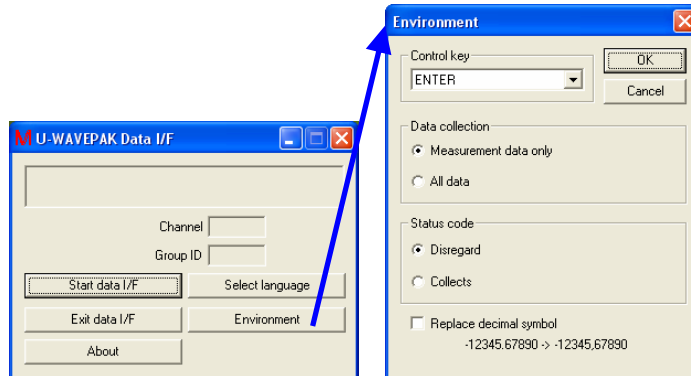 U-WAVEPAK Data I/F
Channel
Group ID
Start data I/F
Select language
Exit data I/F
Environment
About
Environment
Control key
ENTER
OK
Cancel
Data collection
Measurement data only
All data
Status code
Disregard
Collects
Replace decimal symbol
-12345.67890 -> -12345,67890